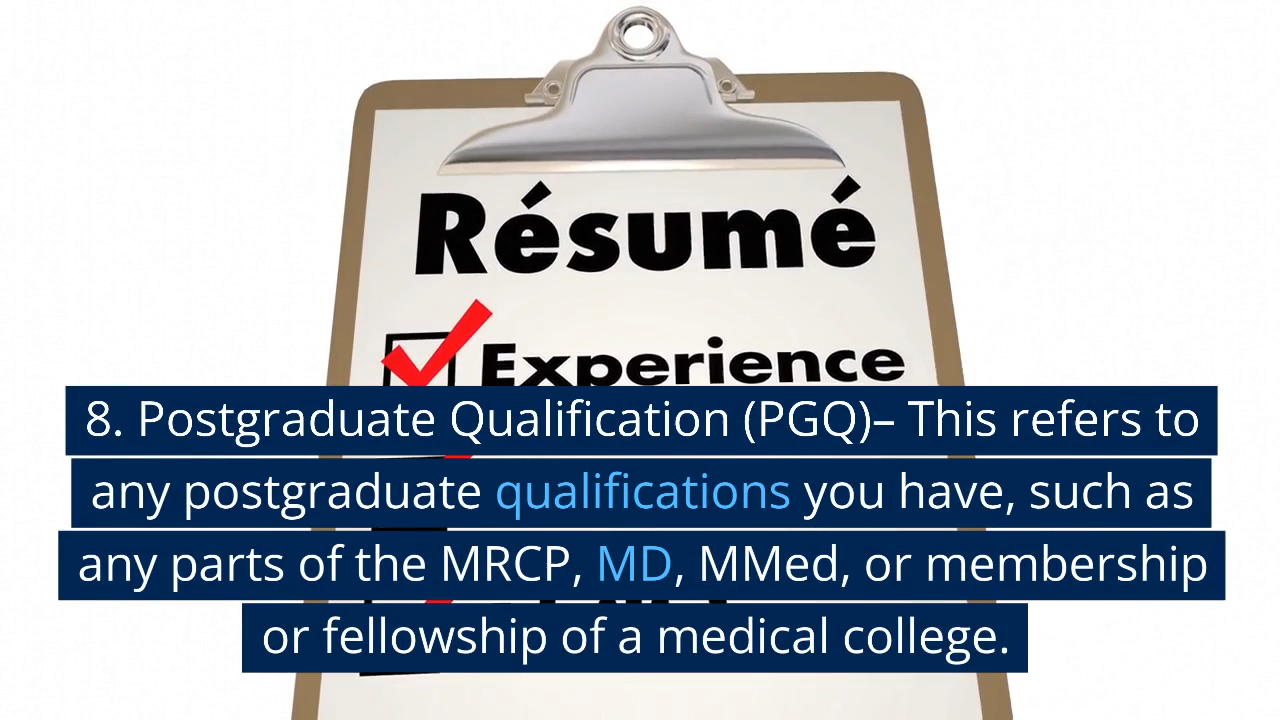 Résumé
Experience
8. Postgraduate Qualification (PGQ)– This refers to
any postgraduate qualifications you have, such as
any parts of the MRCP, MD, MMed, or membership
or fellowship of a medical college.